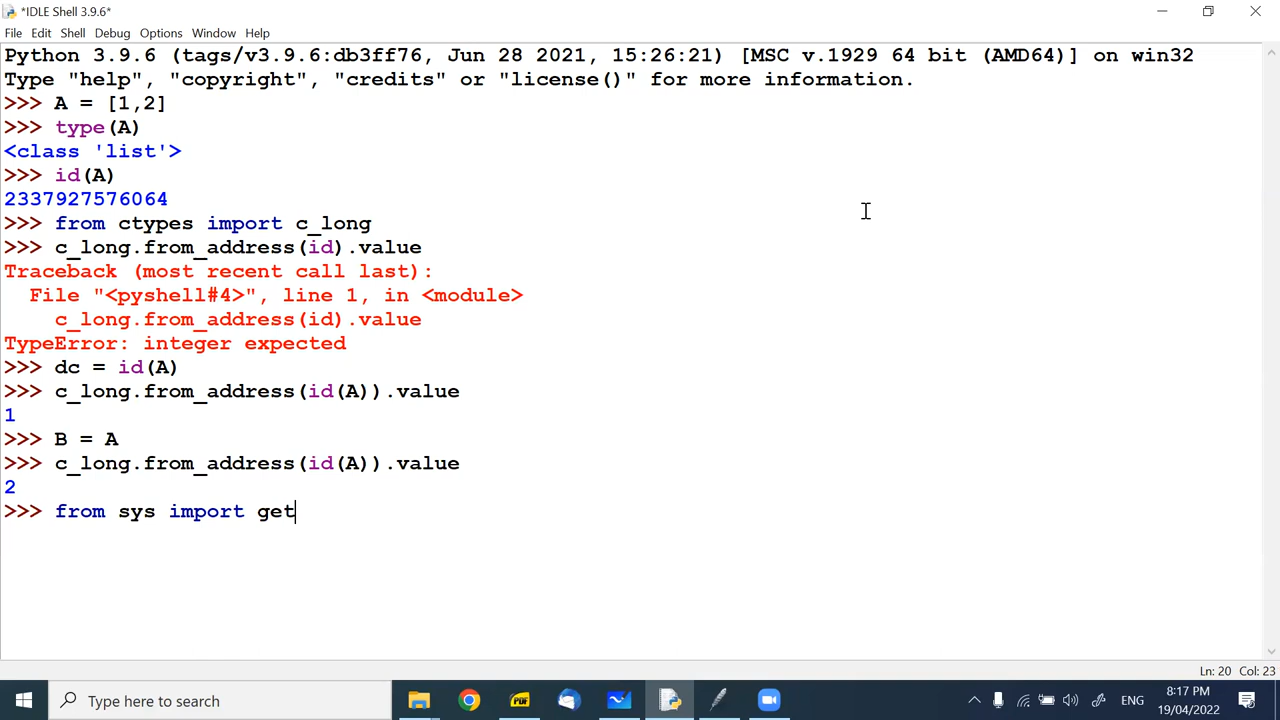 *IDLE Shell 3.9.6*
File Edit Shell Debug Options Window Help
Python 3.9.6 (tags/v3.9.6:db3ff76, Jun 28 2021, 15:26:21) [MSC v.1929 64 bit (AMD64)] on win32
Type "help", "copyright", "credits" or "license()" for more information.
>>> A = [1,2]
>>> type(A)
<class 'list'>
>>> id(A)
2337927576064
>>> from ctypes import c_long
>>> c_long.from_address(id).value
Traceback (most recent call last):
  File "<pyshell#4>", line 1, in <module>
    c_long.from_address(id).value
TypeError: integer expected
>>> dc = id(A)
>>> c_long.from_address(id(A)).value
1
>>> B = A
>>> c_long.from_address(id(A)).value
2
>>> from sys import get
Ln: 20 Col: 23
Type here to search
PDF
ENG
8:17 PM
19/04/2022